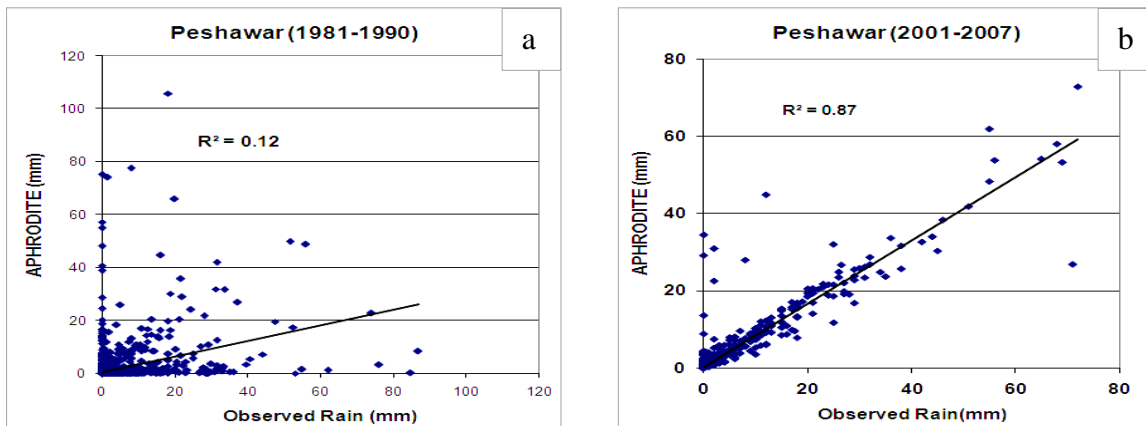 Peshawar (1981-1990)
a
120
100
80
60
40
20
0
APHRODITE (mm)
R² = 0.12
0 20 40 60 80 100 120
Observed Rain (mm)
Peshawar (2001-2007)
b
80
60
40
20
0
APHRODITE (mm)
R² = 0.87
0 20 40 60 80
Observed Rain(mm)